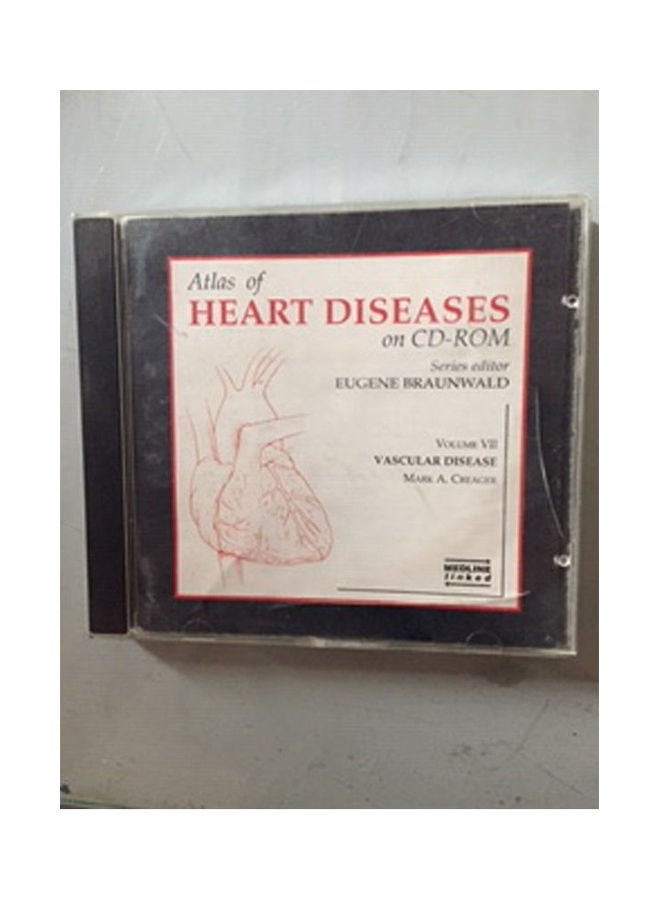 Atlas of
HEART DISEASES
on CD-ROM
Series editor
EUGENE BRAUNWALD
VOLUME VII
VASCULAR DISEASE
MARK A. CREAGER
MEDLINE
linked